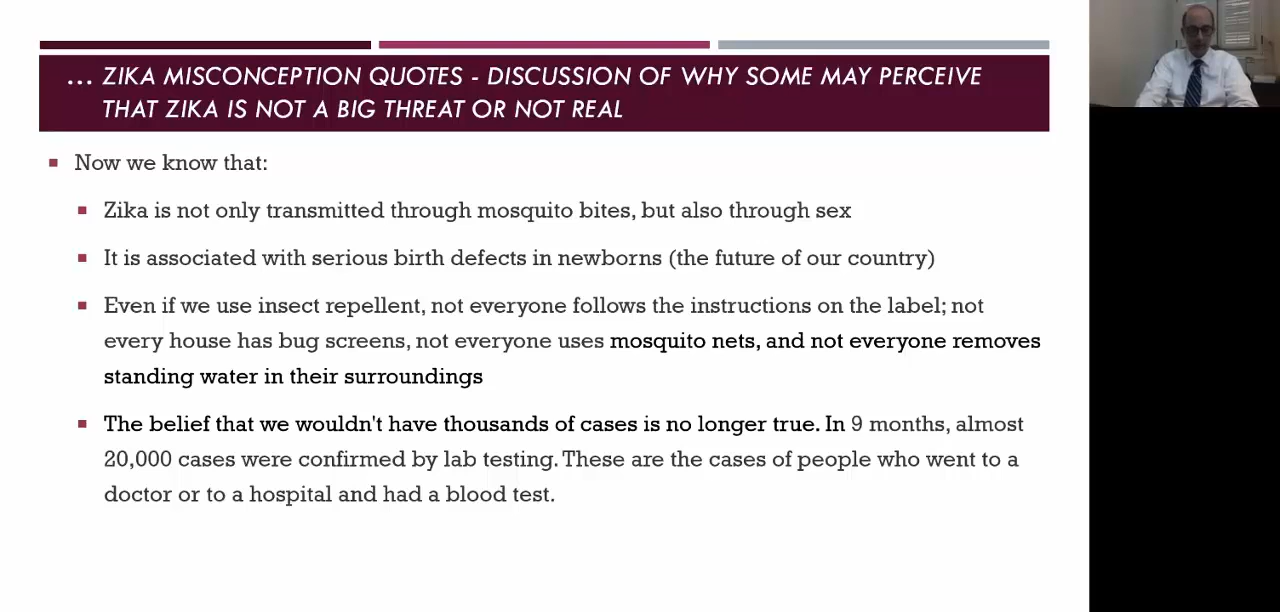 ... ZIKA MISCONCEPTION QUOTES - DISCUSSION OF WHY SOME MAY PERCEIVE
THAT ZIKA IS NOT A BIG THREAT OR NOT REAL
Now we know that:
Zika is not only transmitted through mosquito bites, but also through sex
It is associated with serious birth defects in newborns (the future of our country)
Even if we use insect repellent, not everyone follows the instructions on the label; not
every house has bug screens, not everyone uses mosquito nets, and not everyone removes
standing water in their surroundings
The belief that we wouldn't have thousands of cases is no longer true. In 9 months, almost
20,000 cases were confirmed by lab testing. These are the cases of people who went to a
doctor or to a hospital and had a blood test.